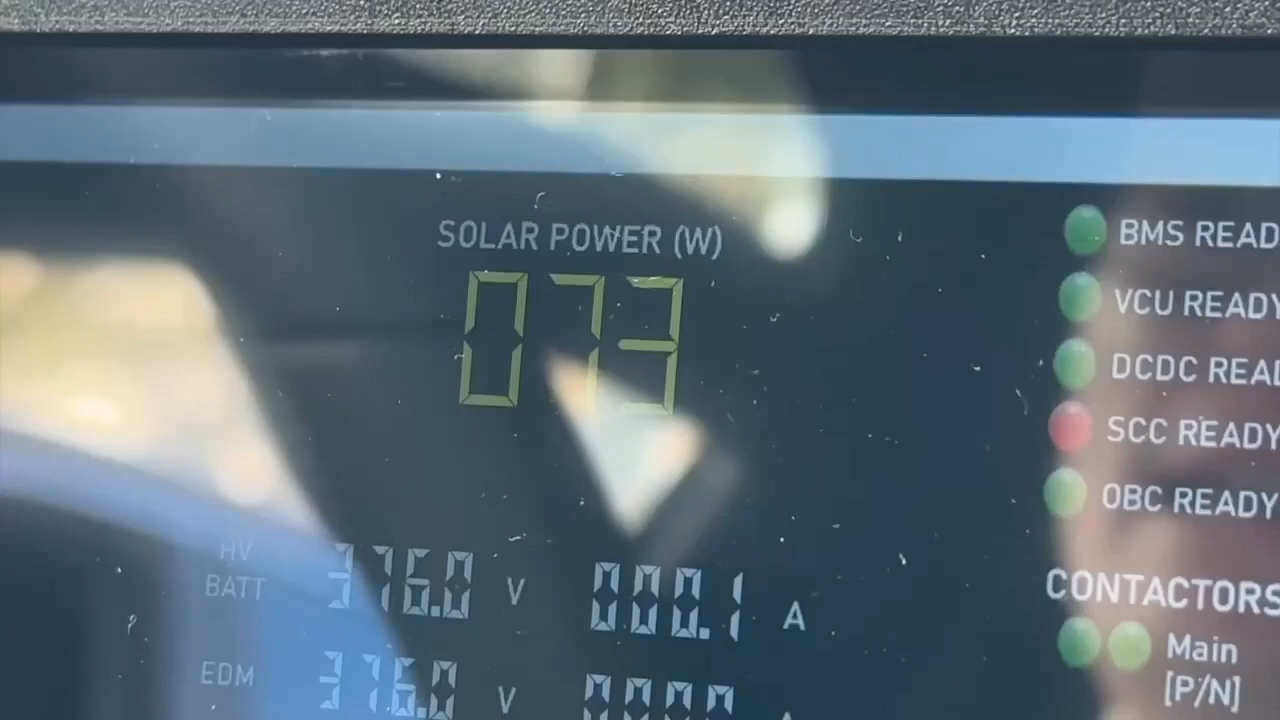 SOLAR POWER (W)
073
BMS READ
VCU READY
DCDC REA
SCC READY
OBC READY
HV
BATT 376.0 V 000.1 A
CONTACTORS
Main
[P/N]
EDM 376.0 V